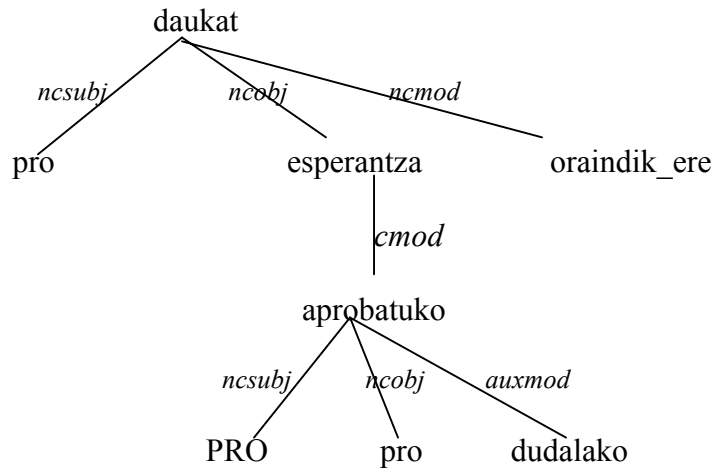 daukat
ncsubj ncobj ncmod
pro esperantza oraindik_ere
cmod
aprobatuko
ncsubj ncobj auxmod
PRO pro dudalako